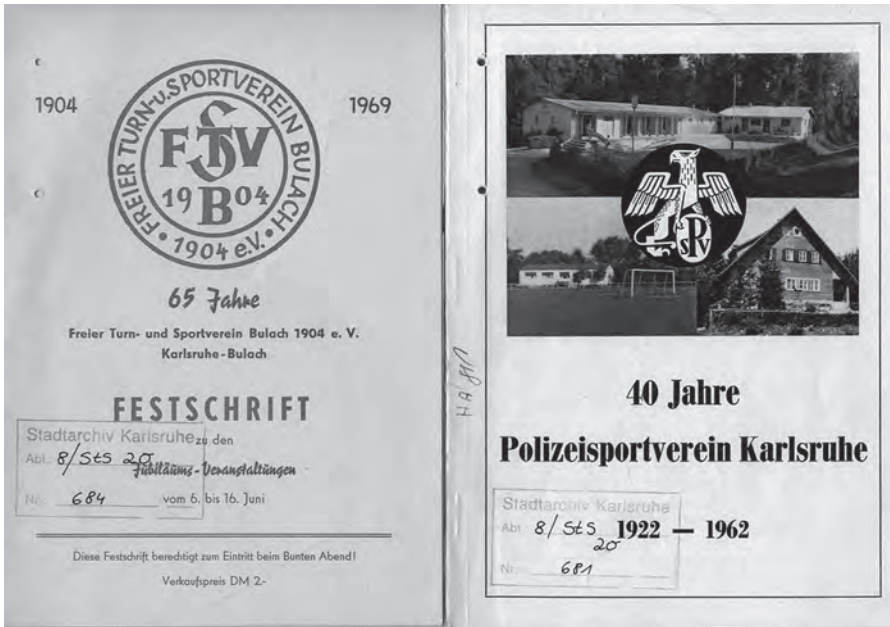 1904
1969
FREIER TURN- u. SPORTVEREIN BULACH
1904 e.V.
FSTV
19 B 04
65 Jahre
Freier Turn- und Sportverein Bulach 1904 e. V.
Karlsruhe-Bulach
FESTSCHRIFT
zu den
Jubiläums-Veranstaltungen
vom 6. bis 16. Juni
Stadtarchiv Karlsruhe
Abt. 8/StS 20
Nr. 684
Diese Festschrift berechtigt zum Eintritt beim Bunten Abend!
Verkaufspreis DM 2.-
PSV
40 Jahre
Polizeisportverein Karlsruhe
1922 — 1962
Stadtarchiv Karlsruhe
Abt 8/StS
20
Nr. 681